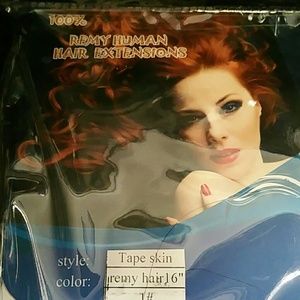 100%
REMY HUMAN
HAIR EXTENSIONS
style: Tape skin
color: remy hair16"
1#